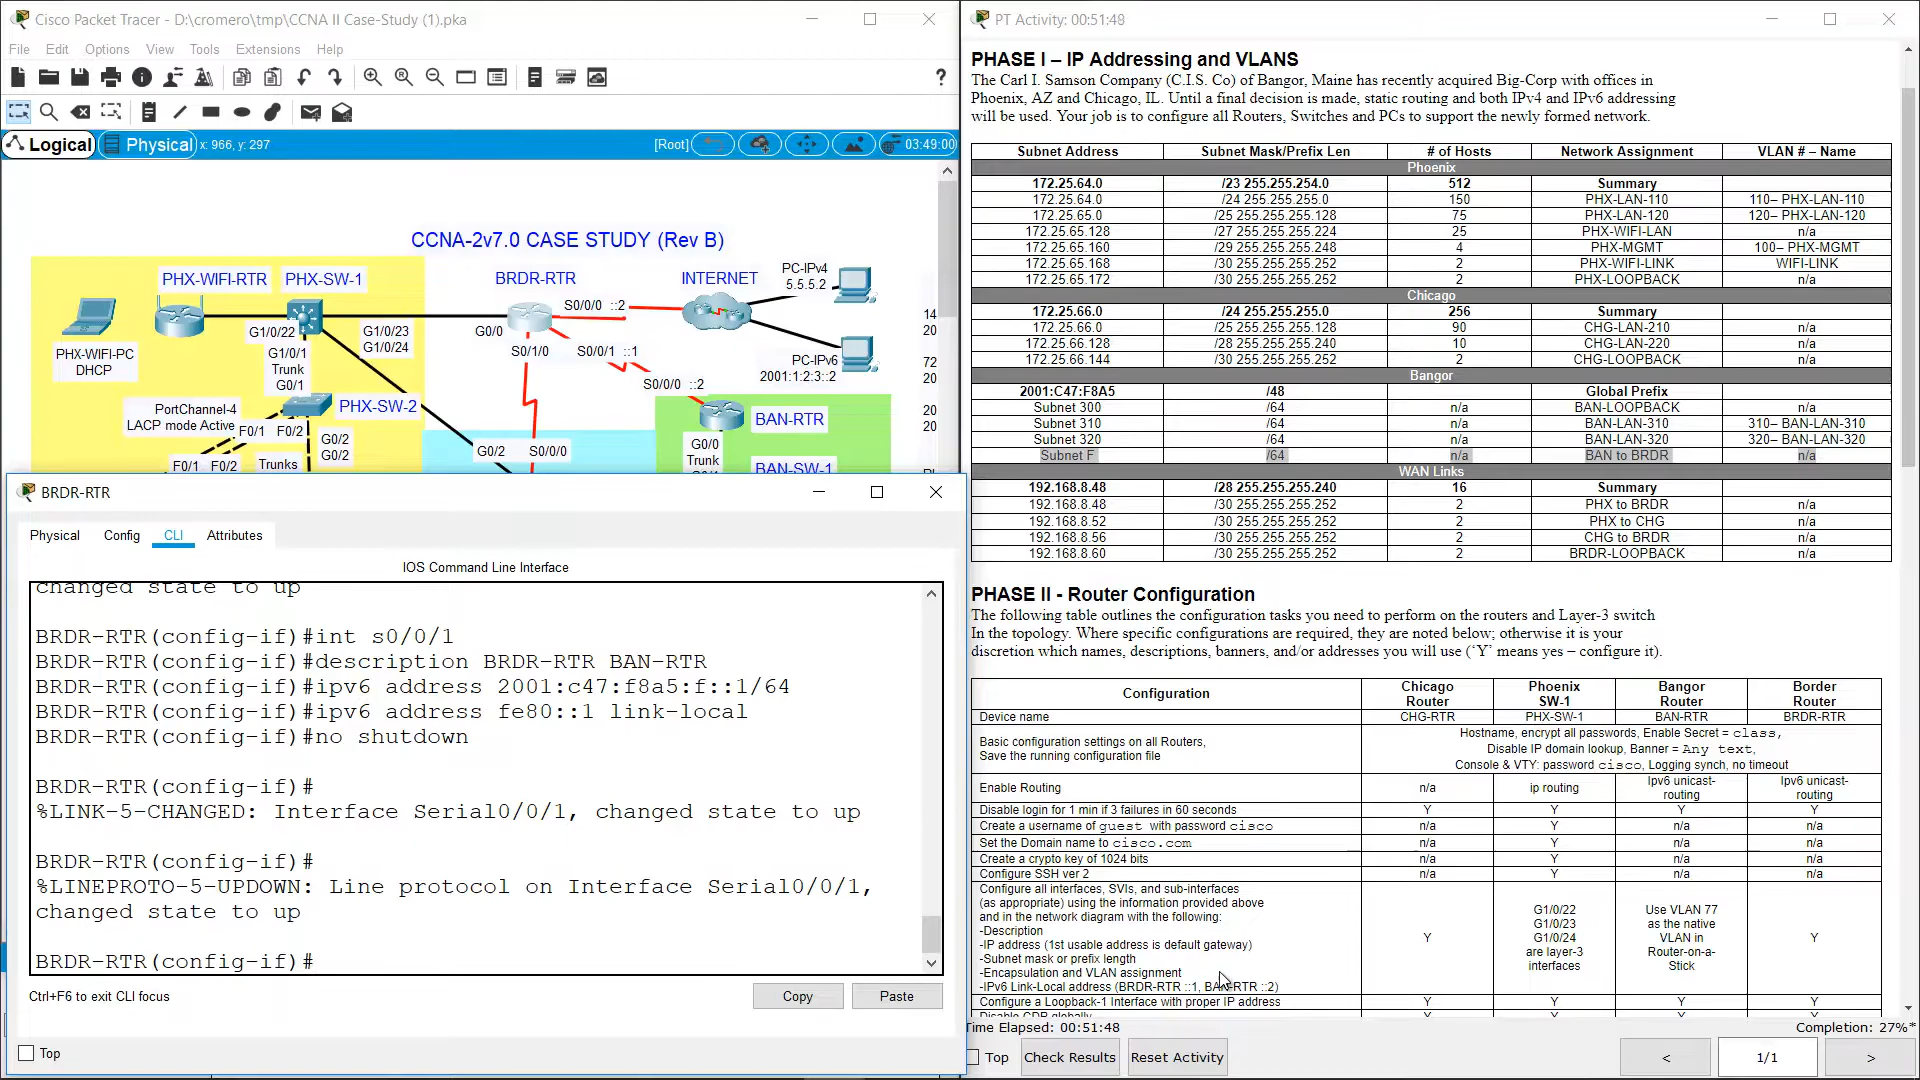 Cisco Packet Tracer - D:\cromero\tmp\CCNA II Case-Study (1).pka
File Edit Options View Tools Extensions Help
?
Logical Physical x: 966, y: 297 [Root] 03:49:00
CCNA-2v7.0 CASE STUDY (Rev B)
PHX-WIFI-RTR PHX-SW-1 BRDR-RTR INTERNET PC-IPv4
5.5.5.2
S0/0/0 ::2
14
G1/0/22 G1/0/23 G0/0
G1/0/24
20
PHX-WIFI-PC
DHCP
G1/0/1
Trunk
G0/1
S0/1/0 S0/0/1 ::1
PC-IPv6
2001:1:2:3::2
72
20
S0/0/0 ::2
PortChannel-4
LACP mode Active
PHX-SW-2
BAN-RTR
20
20
F0/1 F0/2 G0/2
G0/2
G0/2 S0/0/0
G0/0
Trunk
F0/1 F0/2 Trunks
BAN-SW-1
BRDR-RTR
Physical Config CLI Attributes
IOS Command Line Interface
changed state to up
BRDR-RTR(config-if)#int s0/0/1
BRDR-RTR(config-if)#description BRDR-RTR BAN-RTR
BRDR-RTR(config-if)#ipv6 address 2001:c47:f8a5:f::1/64
BRDR-RTR(config-if)#ipv6 address fe80::1 link-local
BRDR-RTR(config-if)#no shutdown
BRDR-RTR(config-if)#
%LINK-5-CHANGED: Interface Serial0/0/1, changed state to up
BRDR-RTR(config-if)#
%LINEPROTO-5-UPDOWN: Line protocol on Interface Serial0/0/1,
changed state to up
BRDR-RTR(config-if)#
Ctrl+F6 to exit CLI focus Copy Paste
Top
PT Activity: 00:51:48
PHASE I – IP Addressing and VLANS
The Carl I. Samson Company (C.I.S. Co) of Bangor, Maine has recently acquired Big-Corp with offices in
Phoenix, AZ and Chicago, IL. Until a final decision is made, static routing and both IPv4 and IPv6 addressing
will be used. Your job is to configure all Routers, Switches and PCs to support the newly formed network.
Subnet Address Subnet Mask/Prefix Len # of Hosts Network Assignment VLAN # – Name
Phoenix
172.25.64.0 /23 255.255.254.0 512 Summary
172.25.64.0 /24 255.255.255.0 150 PHX-LAN-110 110– PHX-LAN-110
172.25.65.0 /25 255.255.255.128 75 PHX-LAN-120 120– PHX-LAN-120
172.25.65.128 /27 255.255.255.224 25 PHX-WIFI-LAN n/a
172.25.65.160 /29 255.255.255.248 4 PHX-MGMT 100– PHX-MGMT
172.25.65.168 /30 255.255.255.252 2 PHX-WIFI-LINK WIFI-LINK
172.25.65.172 /30 255.255.255.252 2 PHX-LOOPBACK n/a
Chicago
172.25.66.0 /24 255.255.255.0 256 Summary
172.25.66.0 /25 255.255.255.128 90 CHG-LAN-210 n/a
172.25.66.128 /28 255.255.255.240 10 CHG-LAN-220 n/a
172.25.66.144 /30 255.255.255.252 2 CHG-LOOPBACK n/a
Bangor
2001:C47:F8A5 /48 Global Prefix
Subnet 300 /64 n/a BAN-LOOPBACK n/a
Subnet 310 /64 n/a BAN-LAN-310 310– BAN-LAN-310
Subnet 320 /64 n/a BAN-LAN-320 320– BAN-LAN-320
Subnet F /64 n/a BAN to BRDR n/a
WAN Links
192.168.8.48 /28 255.255.255.240 16 Summary
192.168.8.48 /30 255.255.255.252 2 PHX to BRDR n/a
192.168.8.52 /30 255.255.255.252 2 PHX to CHG n/a
192.168.8.56 /30 255.255.255.252 2 CHG to BRDR n/a
192.168.8.60 /30 255.255.255.252 2 BRDR-LOOPBACK n/a
PHASE II - Router Configuration
The following table outlines the configuration tasks you need to perform on the routers and Layer-3 switch
In the topology. Where specific configurations are required, they are noted below; otherwise it is your
discretion which names, descriptions, banners, and/or addresses you will use (‘Y’ means yes – configure it).
Configuration Chicago Router Phoenix SW-1 Bangor Router Border Router
Device name CHG-RTR PHX-SW-1 BAN-RTR BRDR-RTR
Basic configuration settings on all Routers,
Save the running configuration file
Hostname, encrypt all passwords, Enable Secret = class,
Disable IP domain lookup, Banner = Any text,
Console & VTY: password cisco, Logging synch, no timeout
Enable Routing n/a ip routing Ipv6 unicast-routing Ipv6 unicast-routing
Disable login for 1 min if 3 failures in 60 seconds Y Y Y Y
Create a username of guest with password cisco n/a Y n/a n/a
Set the Domain name to cisco.com n/a Y n/a n/a
Create a crypto key of 1024 bits n/a Y n/a n/a
Configure SSH ver 2 n/a Y n/a n/a
Configure all interfaces, SVIs, and sub-interfaces
(as appropriate) using the information provided above
and in the network diagram with the following:
-Description
-IP address (1st usable address is default gateway)
-Subnet mask or prefix length
-Encapsulation and VLAN assignment
-IPv6 Link-Local address (BRDR-RTR ::1, BAN-RTR ::2)
Y
G1/0/22
G1/0/23
G1/0/24
are layer-3
interfaces
Use VLAN 77
as the native
VLAN in
Router-on-a-
Stick
Y
Configure a Loopback-1 Interface with proper IP address Y Y Y Y
Disable CDP globally Y Y Y Y
Time Elapsed: 00:51:48 Completion: 27%*
Top Check Results Reset Activity < 1/1 >